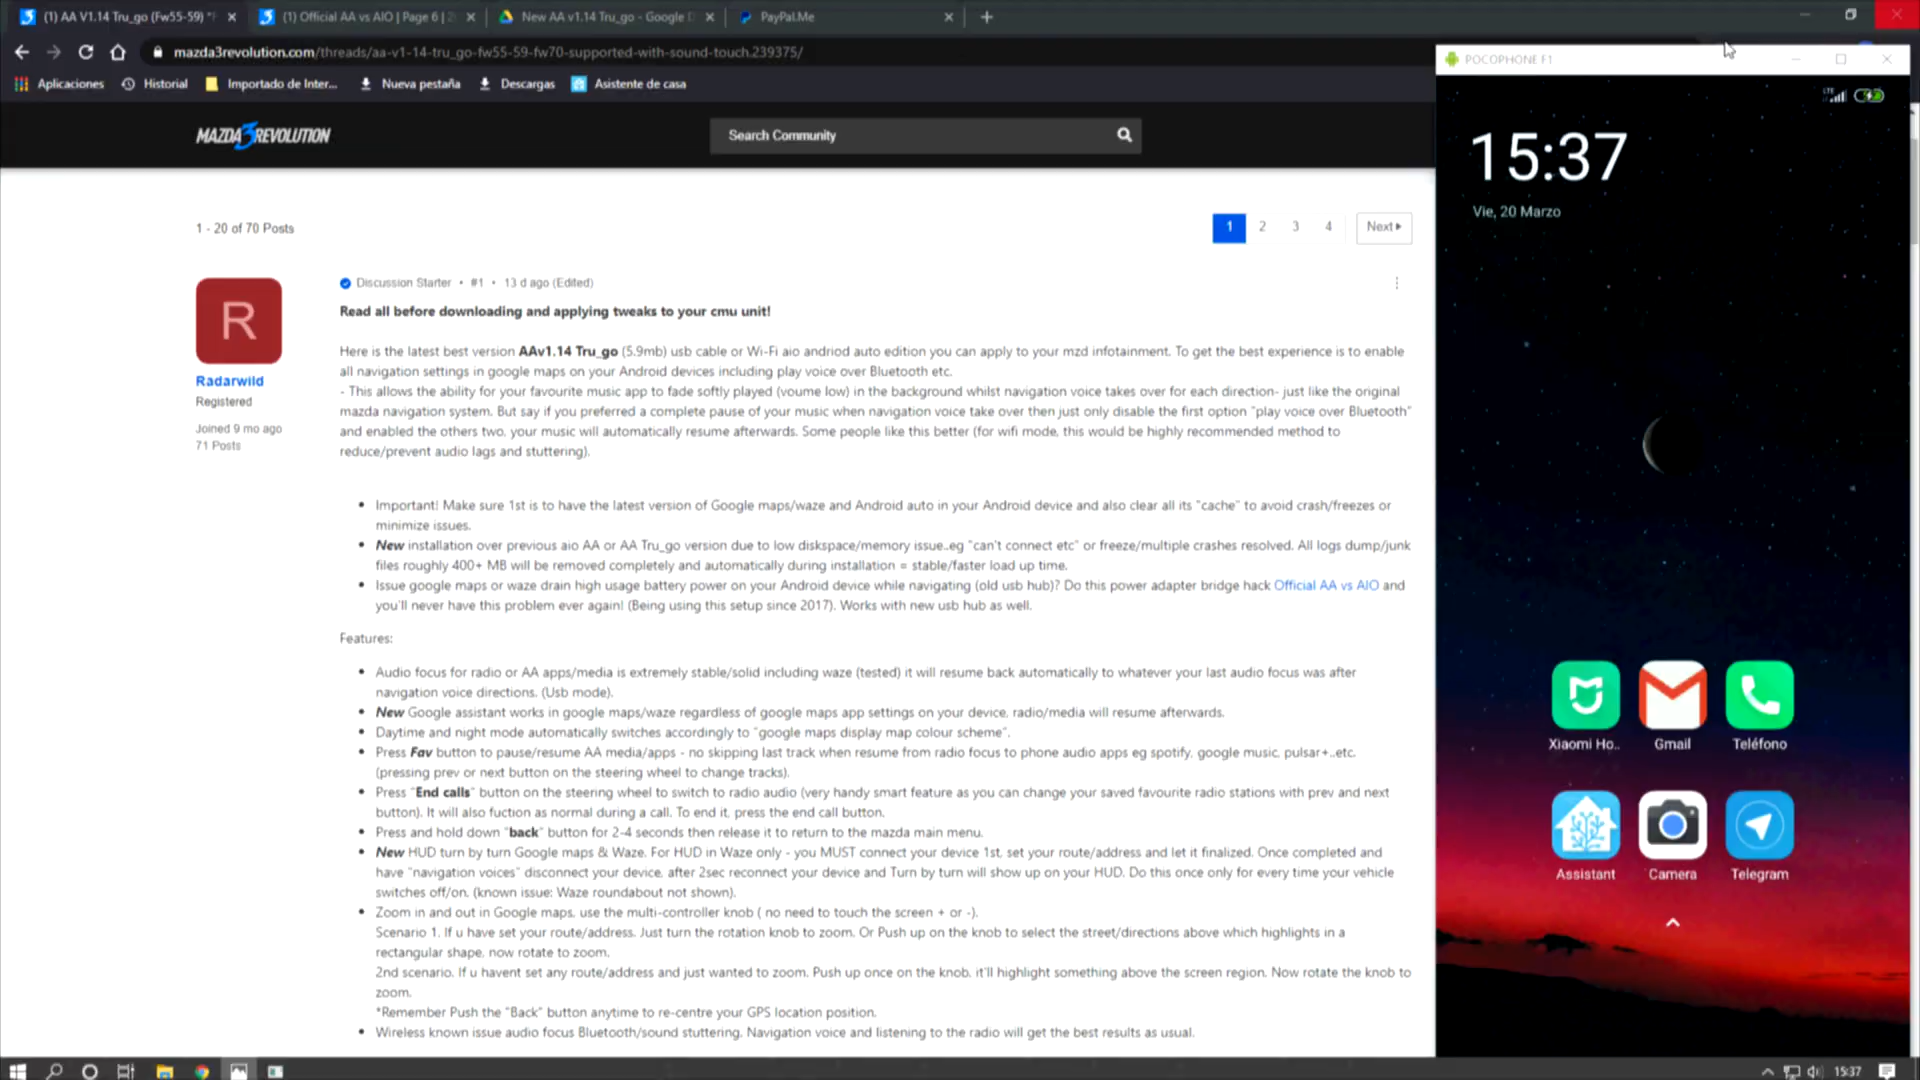 (1) AA V1.14 Tru_go (Fw55-59) *F
(1) Official AA vs AIO | Page 6 | 2
New AA v1.14 Tru_go - Google D
PayPal.Me
mazda3revolution.com/threads/aa-v1-14-tru_go-fw55-59-fw70-supported-with-sound-touch.239375/
Aplicaciones
Historial
Importado de Inter...
Nueva pestaña
Descargas
Asistente de casa
MAZDA3REVOLUTION
Search Community
1 - 20 of 70 Posts
1 2 3 4 Next
R
Radarwild
Registered
Joined 9 mo ago
71 Posts
Discussion Starter • #1 • 13 d ago (Edited)
Read all before downloading and applying tweaks to your cmu unit!
Here is the latest best version AAv1.14 Tru_go (5.9mb) usb cable or Wi-Fi aio andriod auto edition you can apply to your mzd infotainment. To get the best experience is to enable
all navigation settings in google maps on your Android devices including play voice over Bluetooth etc.
- This allows the ability for your favourite music app to fade softly played (voume low) in the background whilst navigation voice takes over for each direction- just like the original
mazda navigation system. But say if you preferred a complete pause of your music when navigation voice take over then just only disable the first option "play voice over Bluetooth"
and enabled the others two, your music will automatically resume afterwards. Some people like this better (for wifi mode, this would be highly recommended method to
reduce/prevent audio lags and stuttering).
• Important! Make sure 1st is to have the latest version of Google maps/waze and Android auto in your Android device and also clear all its "cache" to avoid crash/freezes or
minimize issues.
• New installation over previous aio AA or AA Tru_go version due to low diskspace/memory issue..eg "can't connect etc" or freeze/multiple crashes resolved. All logs dump/junk
files roughly 400+ MB will be removed completely and automatically during installation = stable/faster load up time.
• Issue google maps or waze drain high usage battery power on your Android device while navigating (old usb hub)? Do this power adapter bridge hack Official AA vs AIO and
you'll never have this problem ever again! (Being using this setup since 2017). Works with new usb hub as well.
Features:
• Audio focus for radio or AA apps/media is extremely stable/solid including waze (tested) it will resume back automatically to whatever your last audio focus was after
navigation voice directions. (Usb mode).
• New Google assistant works in google maps/waze regardless of google maps app settings on your device, radio/media will resume afterwards.
• Daytime and night mode automatically switches accordingly to "google maps display map colour scheme".
• Press Fav button to pause/resume AA media/apps - no skipping last track when resume from radio focus to phone audio apps eg spotify, google music, pulsar+..etc.
(pressing prev or next button on the steering wheel to change tracks).
• Press "End calls" button on the steering wheel to switch to radio audio (very handy smart feature as you can change your saved favourite radio stations with prev and next
button). It will also fuction as normal during a call. To end it, press the end call button.
• Press and hold down "back" button for 2-4 seconds then release it to return to the mazda main menu.
• New HUD turn by turn Google maps & Waze. For HUD in Waze only - you MUST connect your device 1st, set your route/address and let it finalized. Once completed and
have "navigation voices" disconnect your device, after 2sec reconnect your device and Turn by turn will show up on your HUD. Do this once only for every time your vehicle
switches off/on. (known issue: Waze roundabout not shown).
• Zoom in and out in Google maps, use the multi-controller knob ( no need to touch the screen + or -).
Scenario 1. If u have set your route/address. Just turn the rotation knob to zoom. Or Push up on the knob to select the street/directions above which highlights in a
rectangular shape, now rotate to zoom.
2nd scenario. If u havent set any route/address and just wanted to zoom. Push up once on the knob, it'll highlight something above the screen region. Now rotate the knob to
zoom.
*Remember Push the "Back" button anytime to re-centre your GPS location position.
• Wireless known issue audio focus Bluetooth/sound stuttering. Navigation voice and listening to the radio will get the best results as usual.
POCOPHONE F1
LTE
15:37
Vie, 20 Marzo
Xiaomi Ho..
Gmail
Teléfono
Assistant
Camera
Telegram
15:37